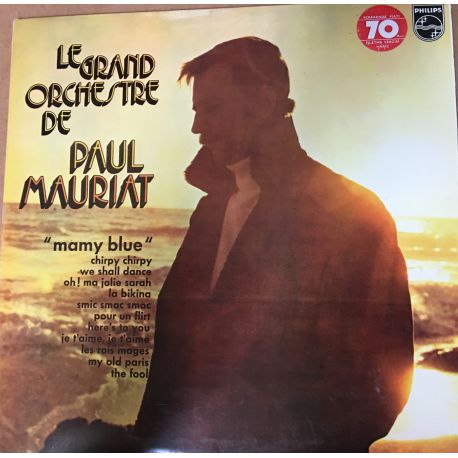 LE
GRAND
ORCHESTRE
DE
PAUL
MAURIAT
"mamy blue"
chirpy chirpy
we shall dance
oh! ma jolie sarah
la bikina
smic smac smoc
pour un flirt
here's to you
je t'aime, je t'aime
les rois mages
my old paris
the fool
70
PHILIPS